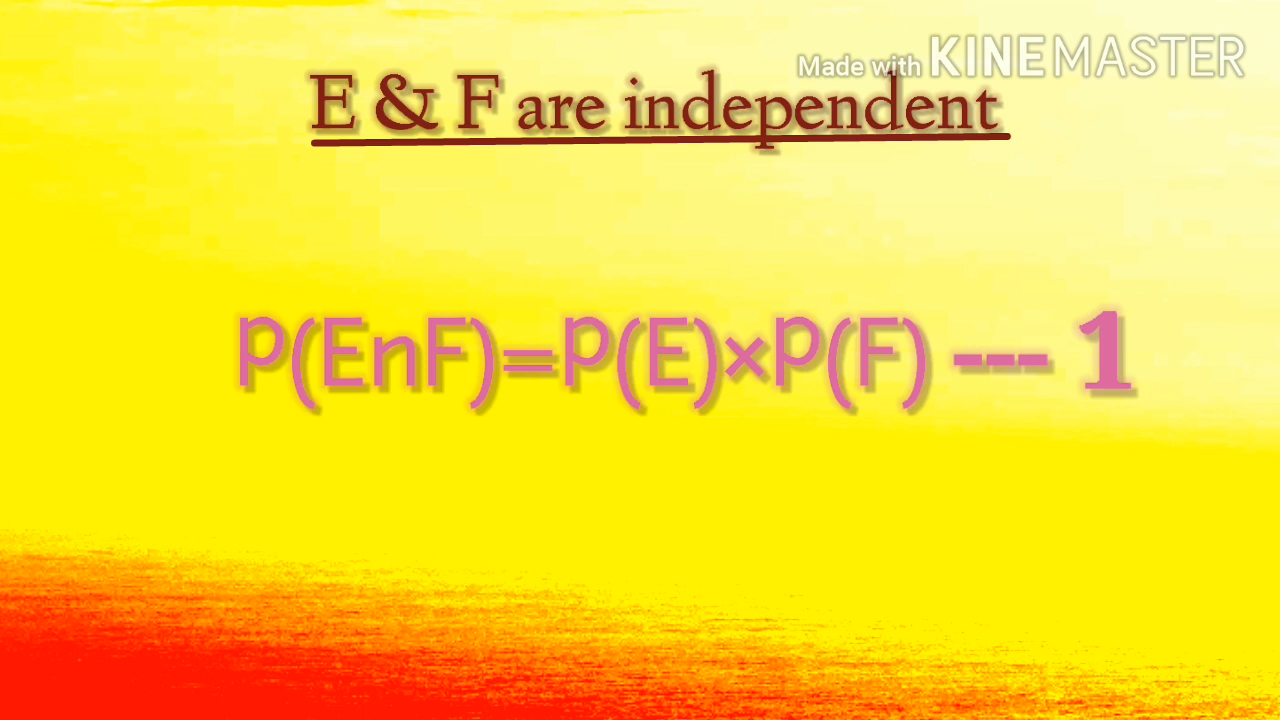 Made with KINEMASTER
E & F are independent
P(EnF)=P(E)×P(F) --- 1